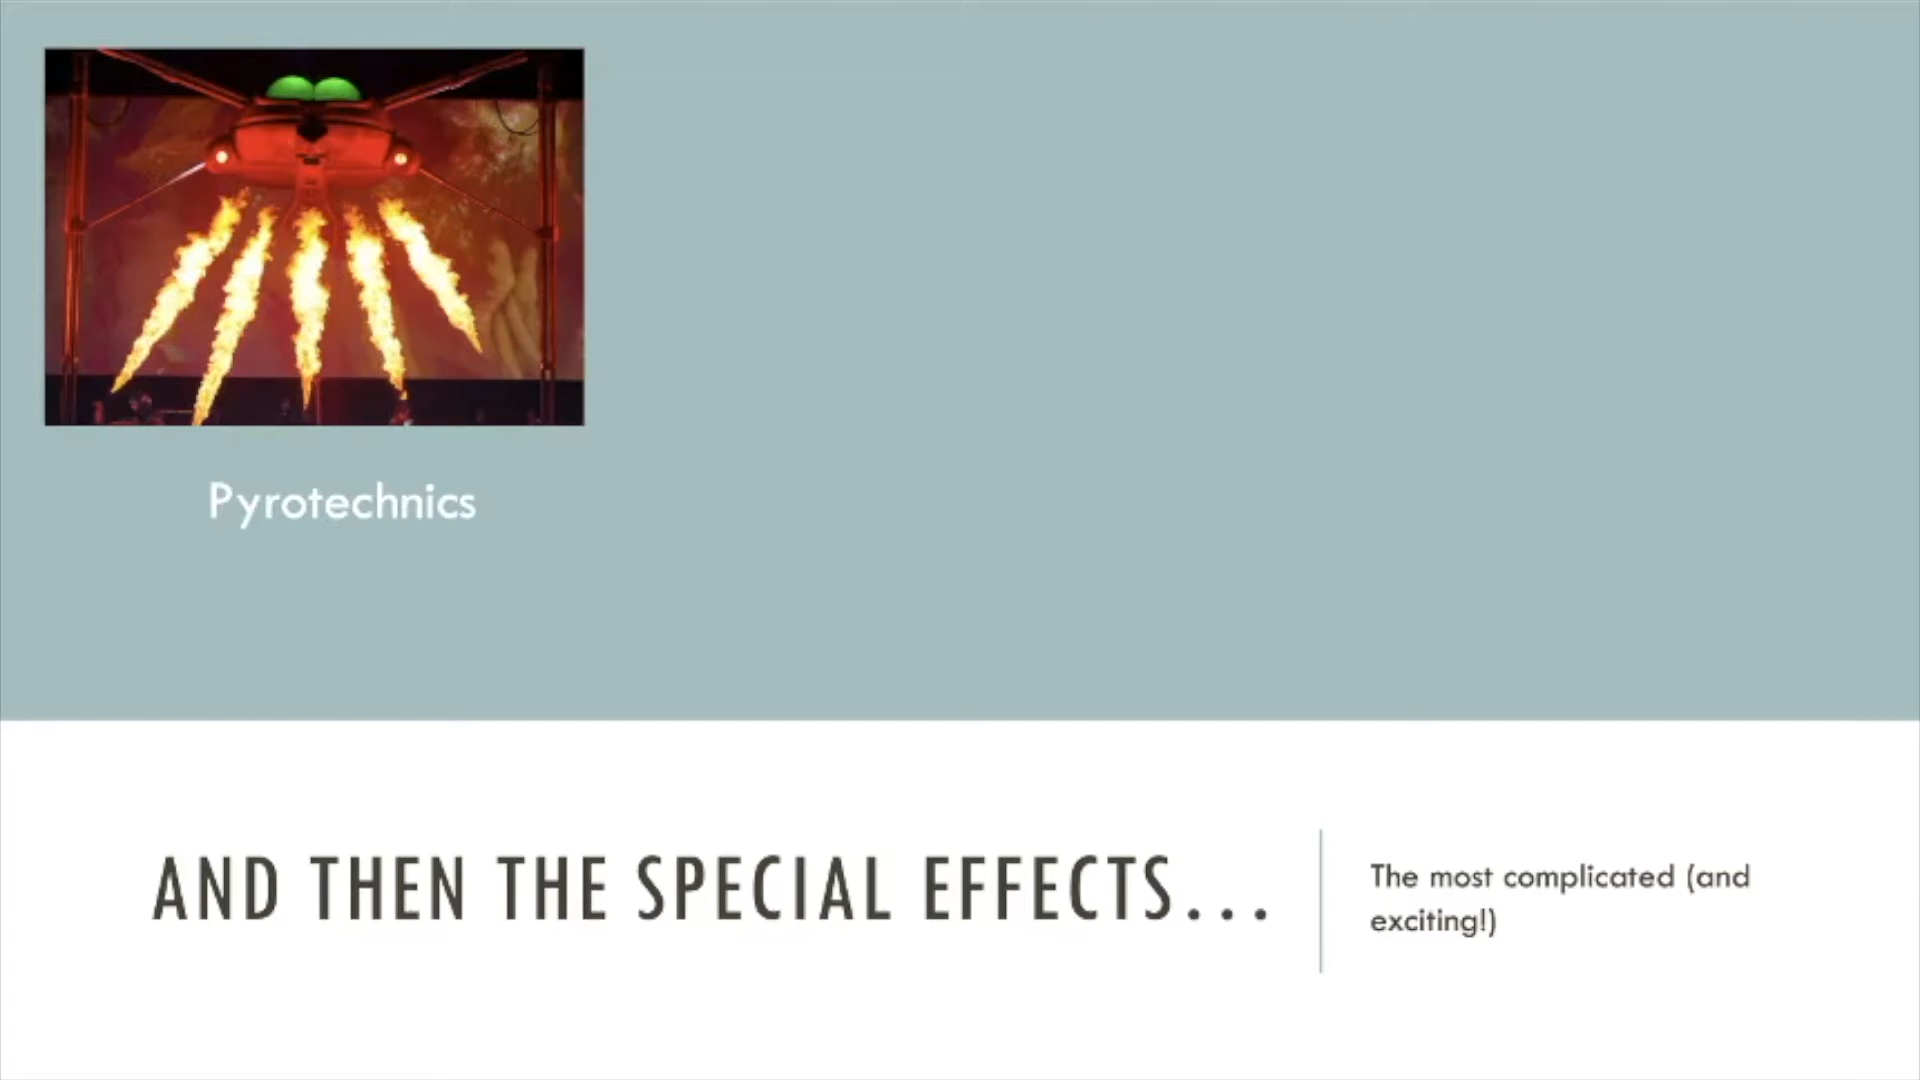 Pyrotechnics
AND THEN THE SPECIAL EFFECTS...
The most complicated (and
exciting!)